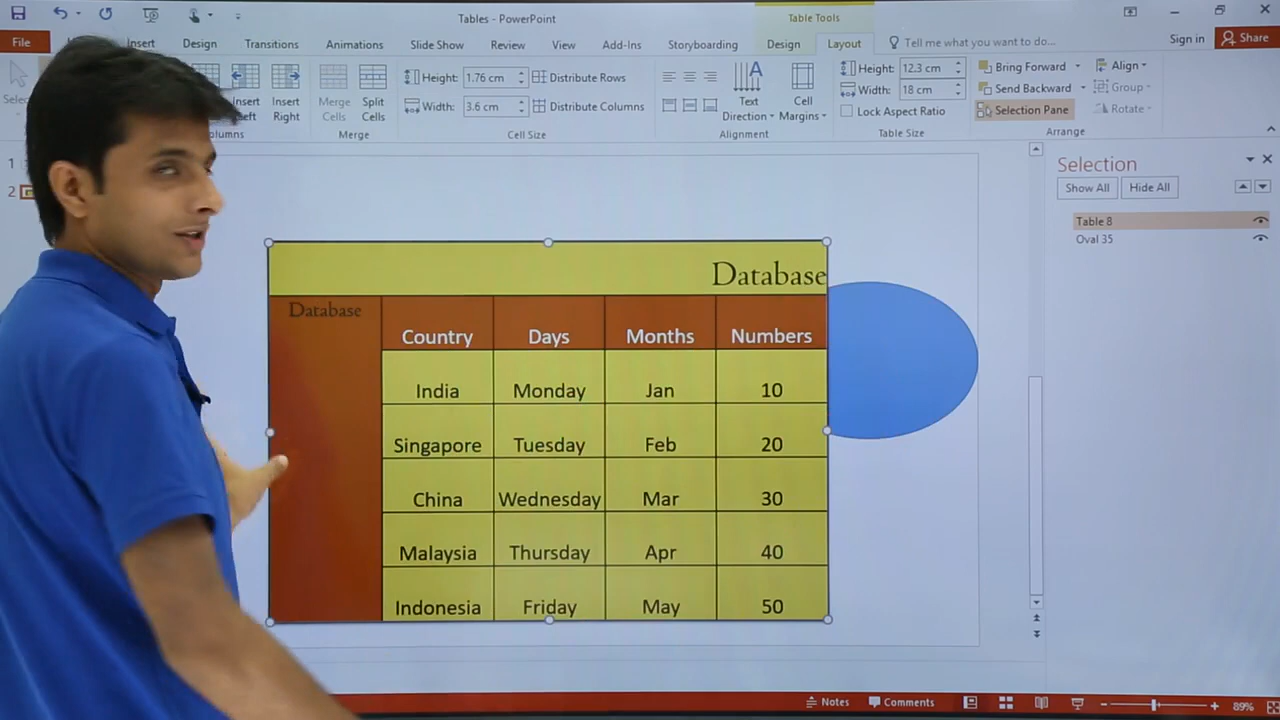 Tables - PowerPoint
Table Tools
File
Insert
Design
Transitions
Animations
Slide Show
Review
View
Add-Ins
Storyboarding
Design
Layout
Tell me what you want to do...
Sign in
Share
Insert Right
Merge Cells
Split Cells
Height: 1.76 cm
Width: 3.6 cm
Distribute Rows
Distribute Columns
Text Direction
Cell Margins
Height: 12.3 cm
Width: 18 cm
Lock Aspect Ratio
Bring Forward
Send Backward
Selection Pane
Align
Group
Rotate
Merge
Cell Size
Alignment
Table Size
Arrange
1
2
Database
Database
Country Days Months Numbers
India Monday Jan 10
Singapore Tuesday Feb 20
China Wednesday Mar 30
Malaysia Thursday Apr 40
Indonesia Friday May 50
Selection
Show All
Hide All
Table 8
Oval 35
Notes
Comments
89%